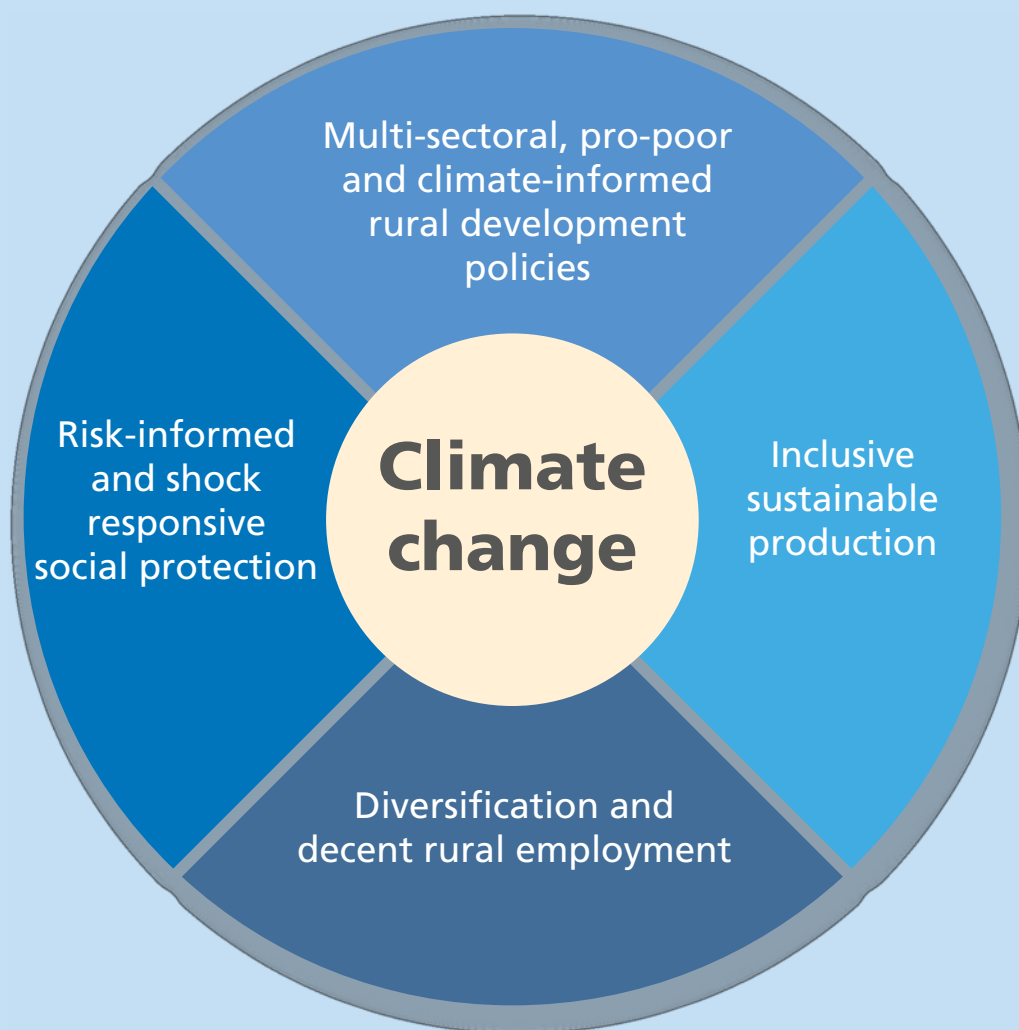 Multi-sectoral, pro-poor
and climate-informed
rural development
policies
Risk-informed
and shock
responsive
social protection
Climate
change
Inclusive
sustainable
production
Diversification and
decent rural employment